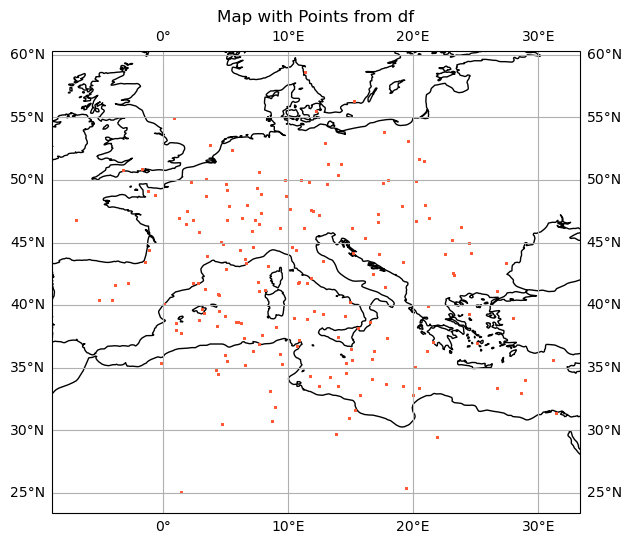 Map with Points from df
0° 10°E 20°E 30°E
60°N 60°N
55°N 55°N
50°N 50°N
45°N 45°N
40°N 40°N
35°N 35°N
30°N 30°N
25°N 25°N
0° 10°E 20°E 30°E